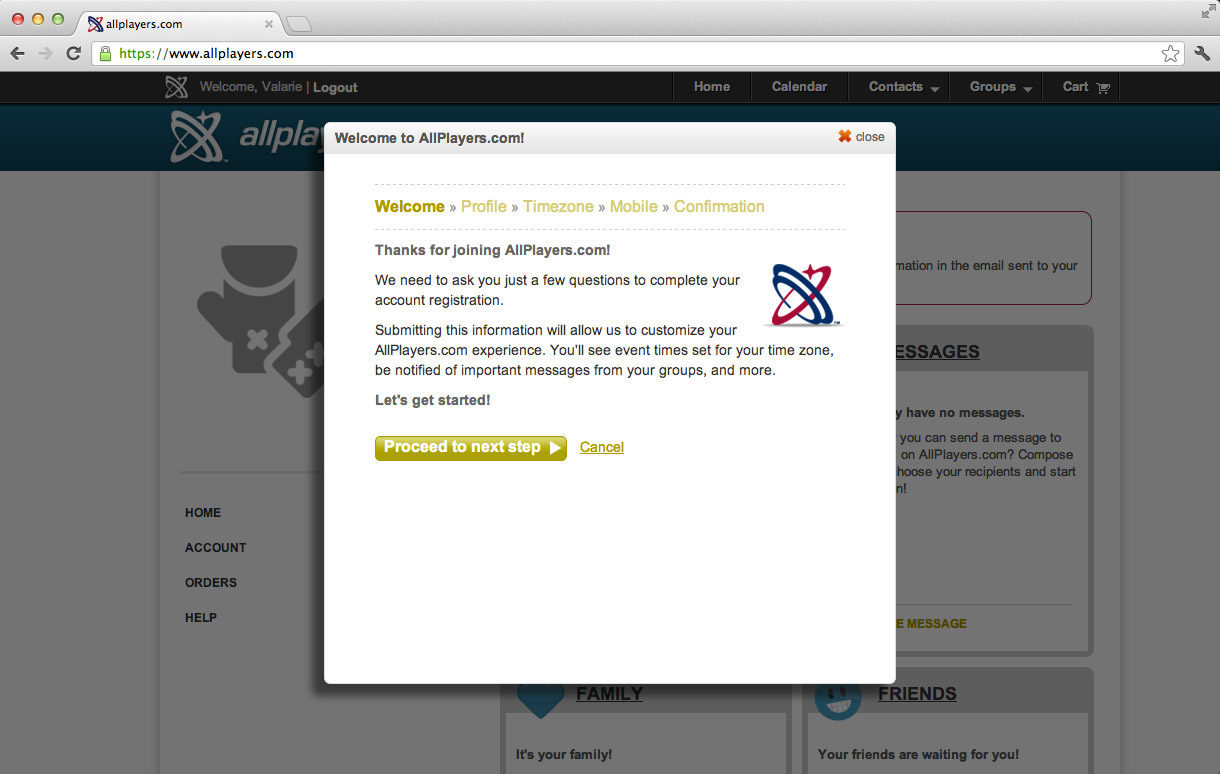 allplayers.com
https://www.allplayers.com
Welcome, Valarie | Logout
Home
Calendar
Contacts
Groups
Cart
allplay
Welcome to AllPlayers.com!
close
Welcome » Profile » Timezone » Mobile » Confirmation
Thanks for joining AllPlayers.com!
We need to ask you just a few questions to complete your
account registration.
Submitting this information will allow us to customize your
AllPlayers.com experience. You'll see event times set for your time zone,
be notified of important messages from your groups, and more.
Let's get started!
Proceed to next step
Cancel
HOME
ACCOUNT
ORDERS
HELP
mation in the email sent to your
ESSAGES
y have no messages.
you can send a message to
on AllPlayers.com? Compose
hoose your recipients and start
n!
E MESSAGE
FAMILY
It's your family!
FRIENDS
Your friends are waiting for you!